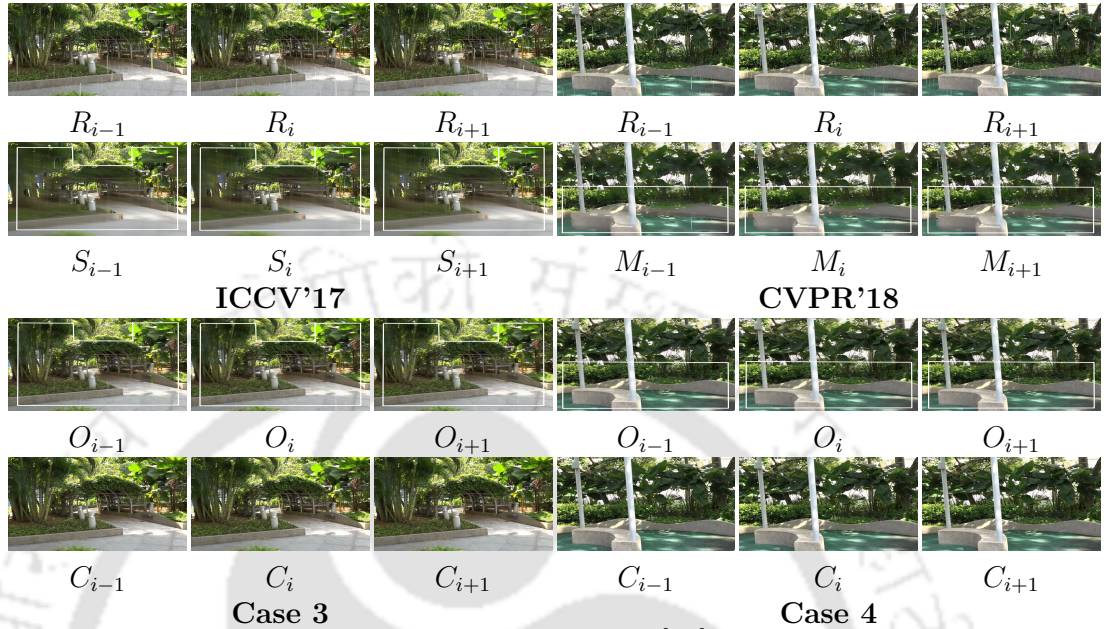 R_{i−1} R_i R_{i+1} R_{i−1} R_i R_{i+1}
S_{i−1} S_i S_{i+1} M_{i−1} M_i M_{i+1}
ICCV'17 CVPR'18
O_{i−1} O_i O_{i+1} O_{i−1} O_i O_{i+1}
C_{i−1} C_i C_{i+1} C_{i−1} C_i C_{i+1}
Case 3 Case 4